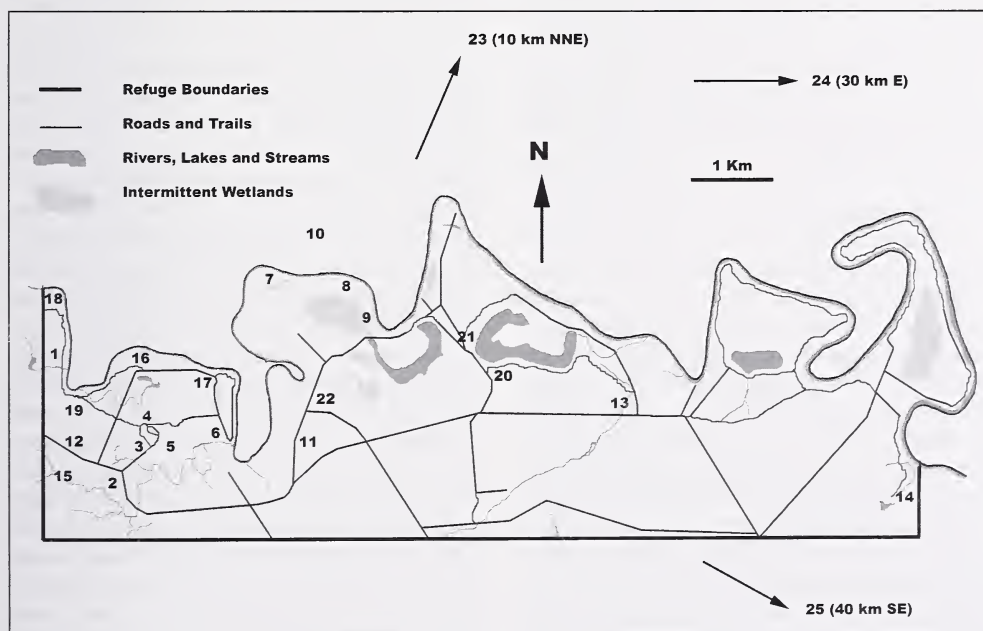 23 (10 km NNE)
24 (30 km E)
Refuge Boundaries
Roads and Trails
Rivers, Lakes and Streams
Intermittent Wetlands
N
1 Km
10
7
8
9
18
1
16
17
21
20
19
4
22
13
12
3
5
6
11
15
2
14
25 (40 km SE)